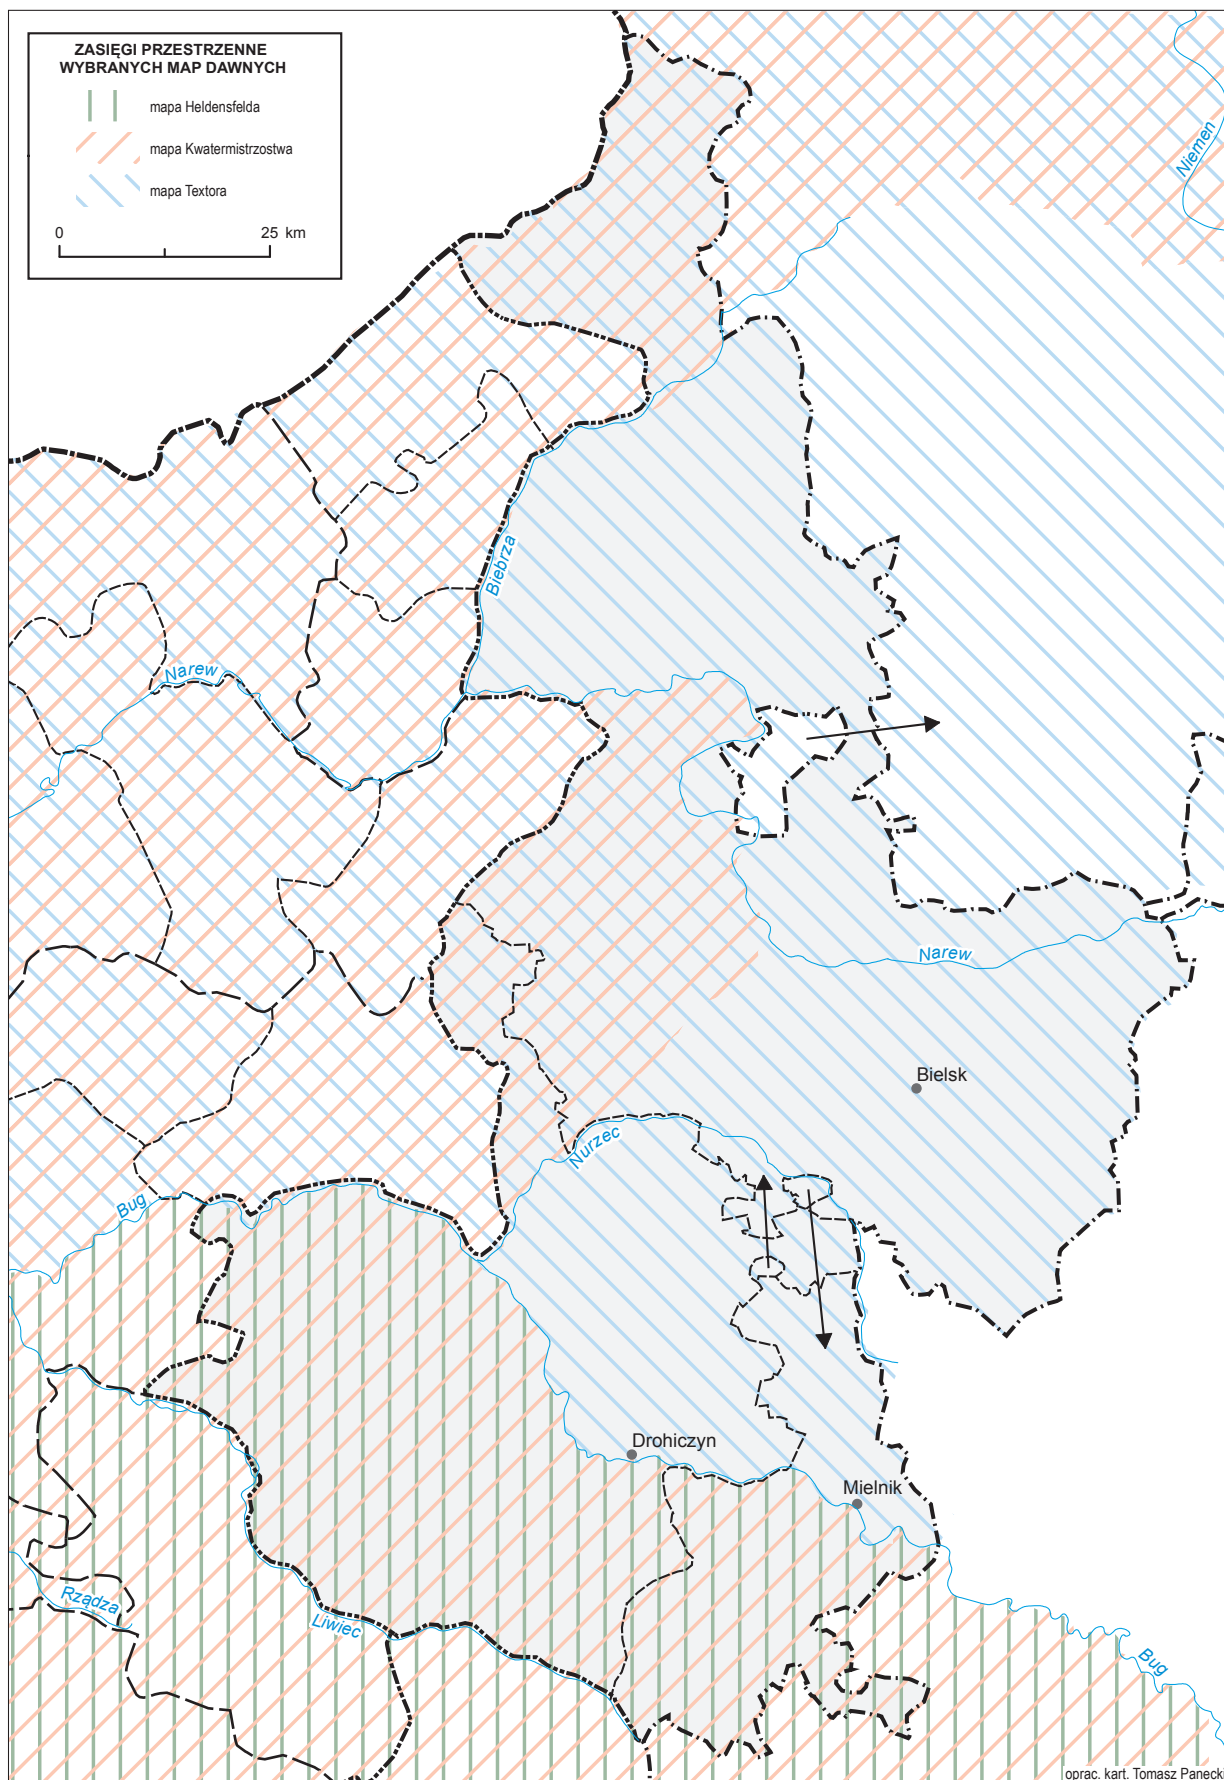 ZASIĘGI PRZESTRZENNE
WYBRANYCH MAP DAWNYCH
mapa Heldensfelda
mapa Kwatermistrzostwa
mapa Textora
0 25 km
Niemen
Biebrza
Narew
Narew
Bielsk
Nurzec
Bug
Drohiczyn
Mielnik
Rządza
Liwiec
Bug
oprac. kart. Tomasz Panecki